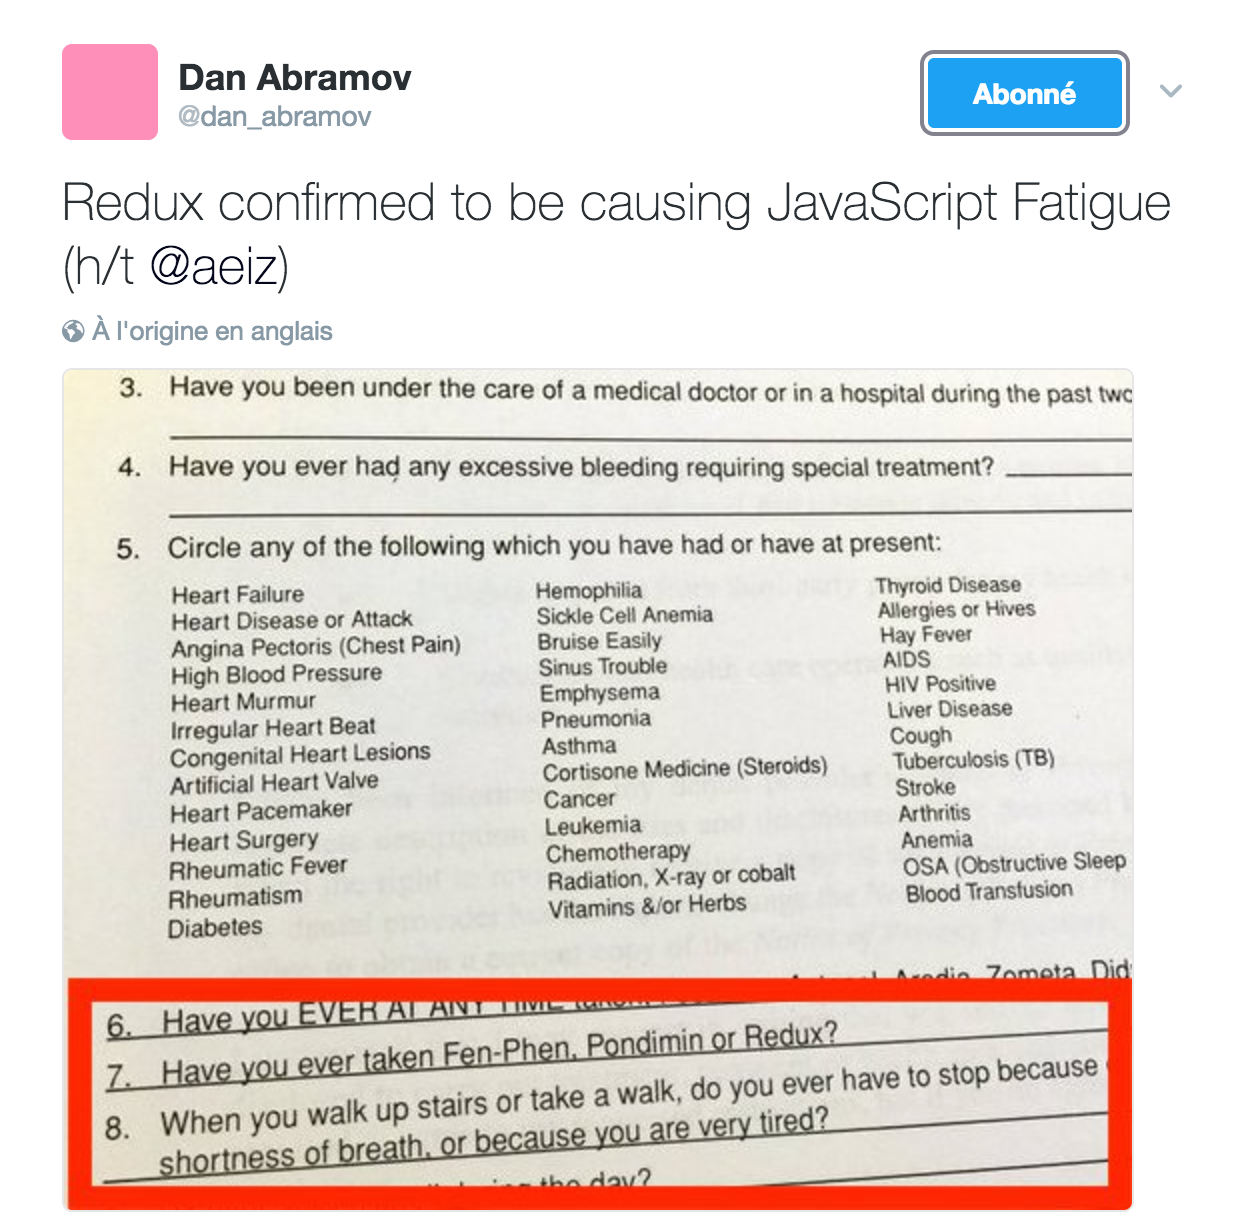 Dan Abramov
@dan_abramov
Abonné
Redux confirmed to be causing JavaScript Fatigue
(h/t @aeiz)
À l'origine en anglais
3. Have you been under the care of a medical doctor or in a hospital during the past two
4. Have you ever had any excessive bleeding requiring special treatment?
5. Circle any of the following which you have had or have at present:
Heart Failure
Heart Disease or Attack
Angina Pectoris (Chest Pain)
High Blood Pressure
Heart Murmur
Irregular Heart Beat
Congenital Heart Lesions
Artificial Heart Valve
Heart Pacemaker
Heart Surgery
Rheumatic Fever
Rheumatism
Diabetes
Hemophilia
Sickle Cell Anemia
Bruise Easily
Sinus Trouble
Emphysema
Pneumonia
Asthma
Cortisone Medicine (Steroids)
Cancer
Leukemia
Chemotherapy
Radiation, X-ray or cobalt
Vitamins &/or Herbs
Thyroid Disease
Allergies or Hives
Hay Fever
AIDS
HIV Positive
Liver Disease
Cough
Tuberculosis (TB)
Stroke
Arthritis
Anemia
OSA (Obstructive Sleep
Blood Transfusion
Aredia, Zometa, Did
6. Have you EVER AT ANY TIME taken
7. Have you ever taken Fen-Phen, Pondimin or Redux?
8. When you walk up stairs or take a walk, do you ever have to stop because
shortness of breath, or because you are very tired?
the day?